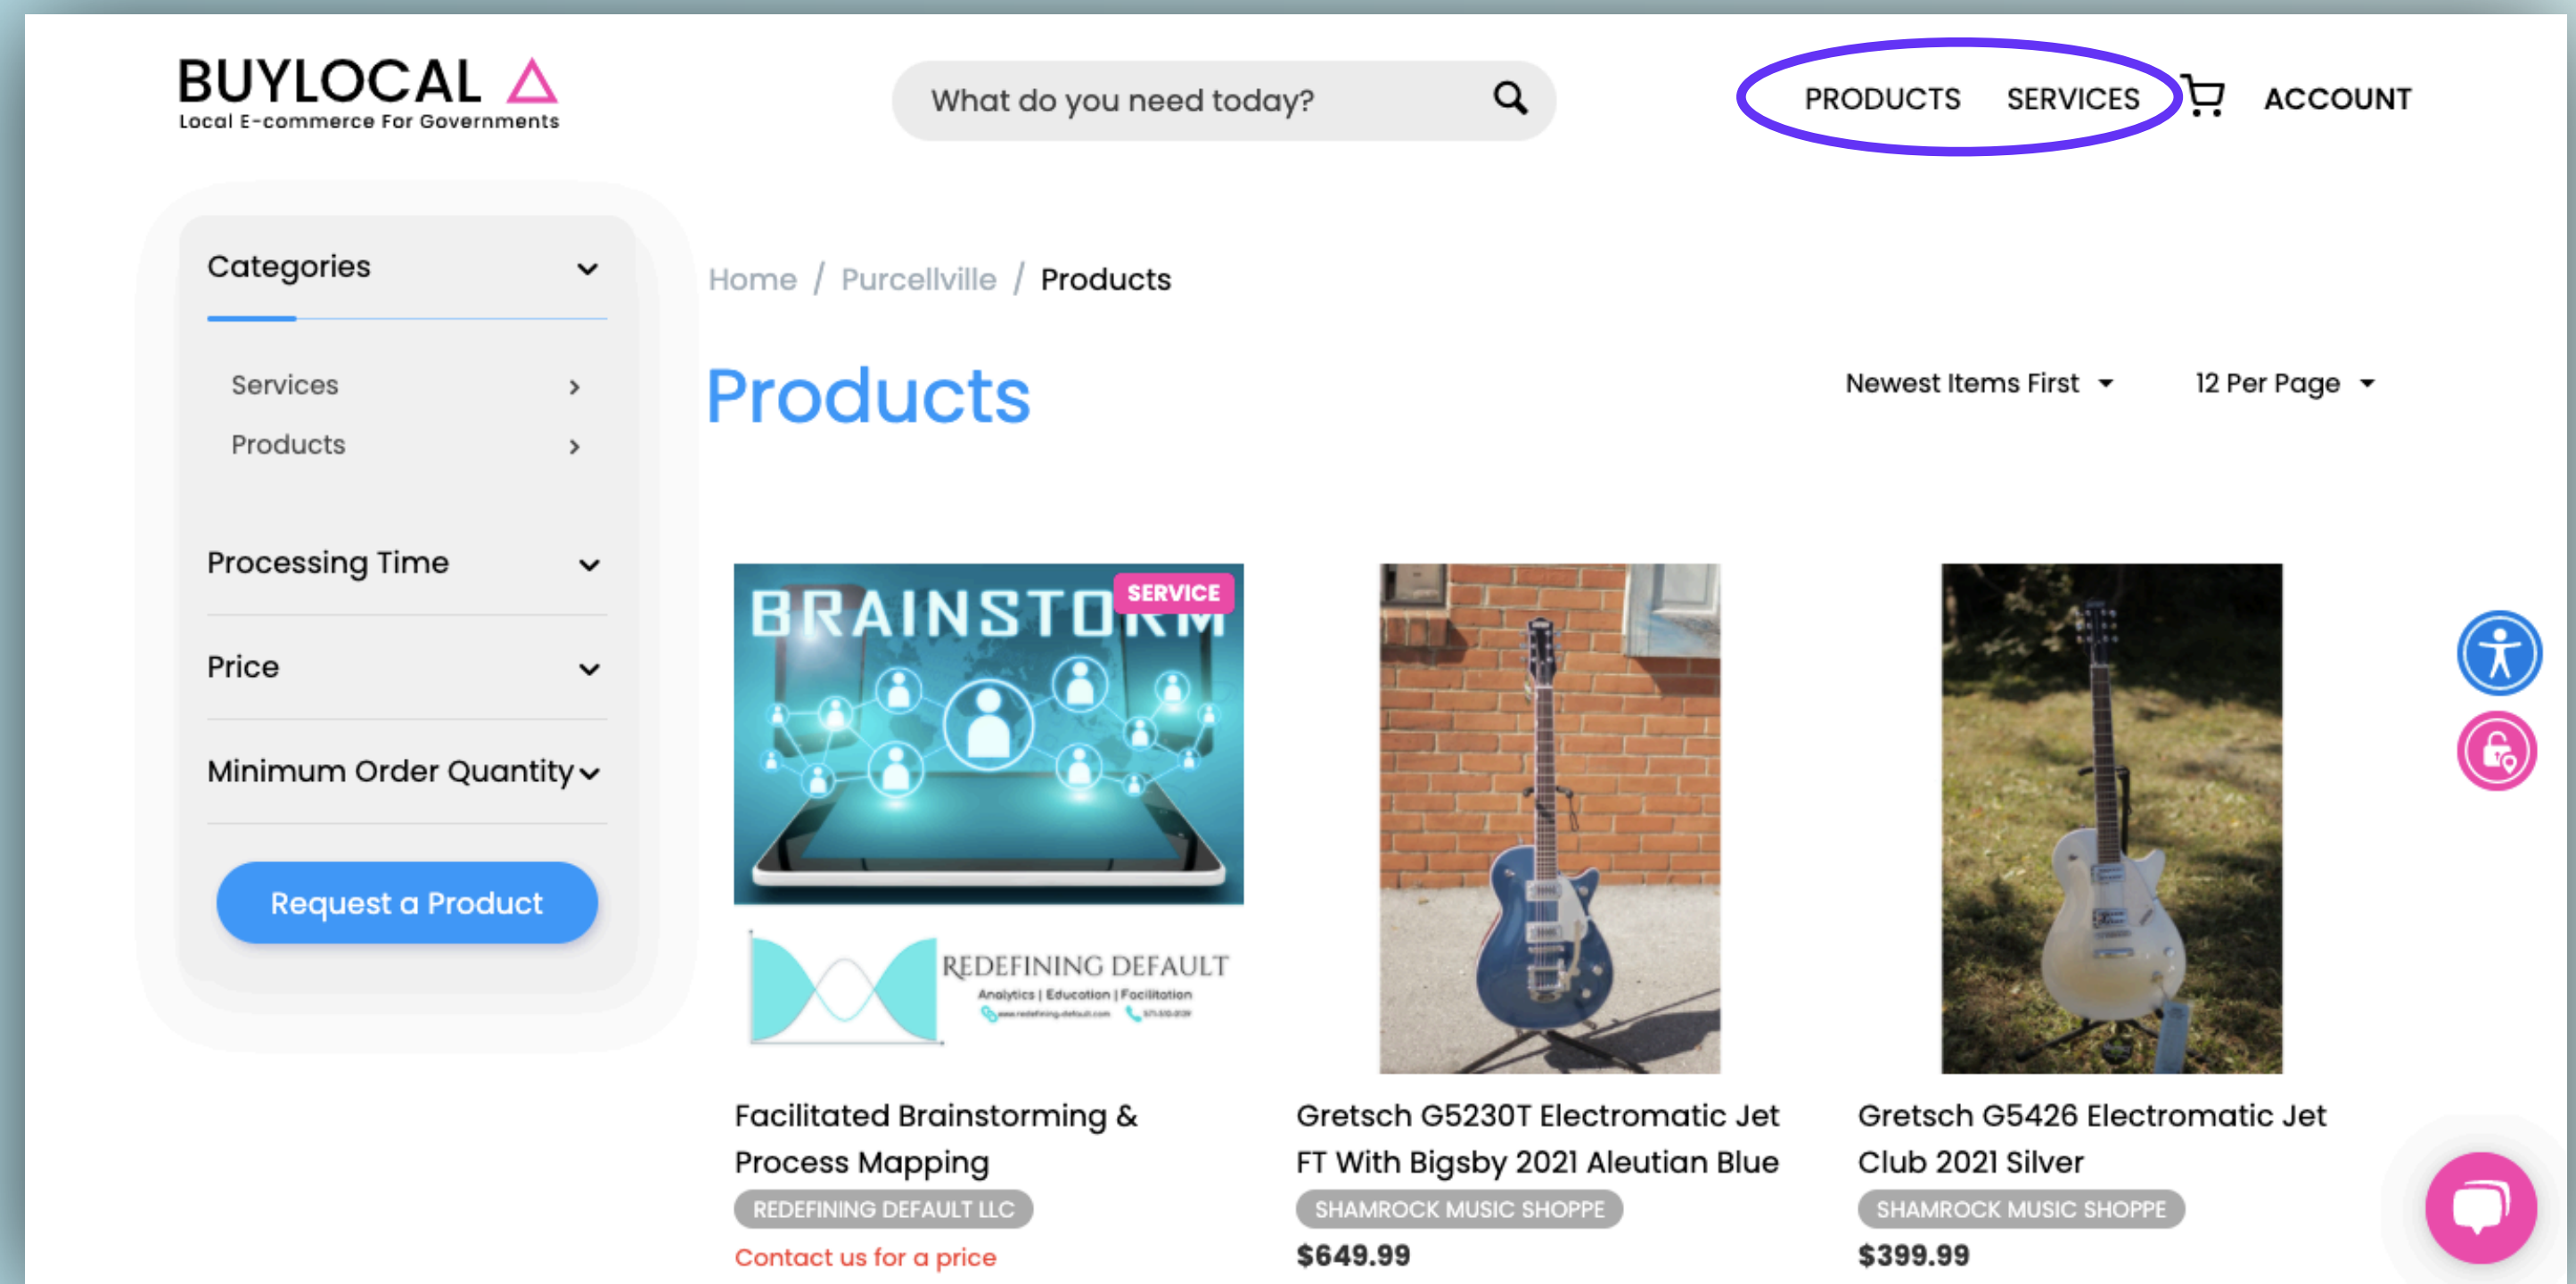 BUYLOCAL
Local E-commerce For Governments
What do you need today?
PRODUCTS SERVICES ACCOUNT
Categories
Services
Products
Processing Time
Price
Minimum Order Quantity
Request a Product
Home / Purcellville / Products
Products
Newest Items First 12 Per Page
SERVICE
BRAINSTORM
REDEFINING DEFAULT
Analytics | Education | Facilitation
www.redefining-default.com
Facilitated Brainstorming &
Process Mapping
REDEFINING DEFAULT LLC
Contact us for a price
Gretsch G5230T Electromatic Jet
FT With Bigsby 2021 Aleutian Blue
SHAMROCK MUSIC SHOPPE
$649.99
Gretsch G5426 Electromatic Jet
Club 2021 Silver
SHAMROCK MUSIC SHOPPE
$399.99